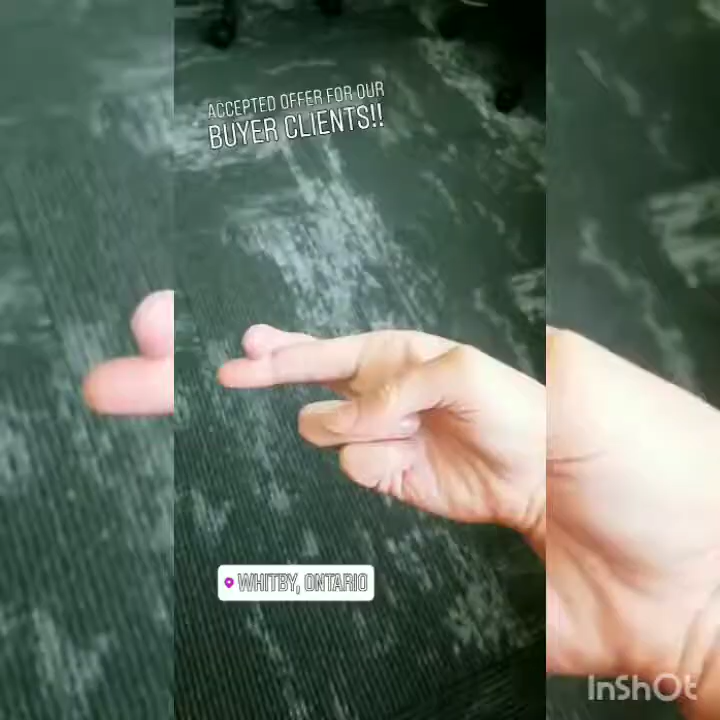 ACCEPTED OFFER FOR OUR
BUYER CLIENTS!!
WHITBY, ONTARIO
InShOt